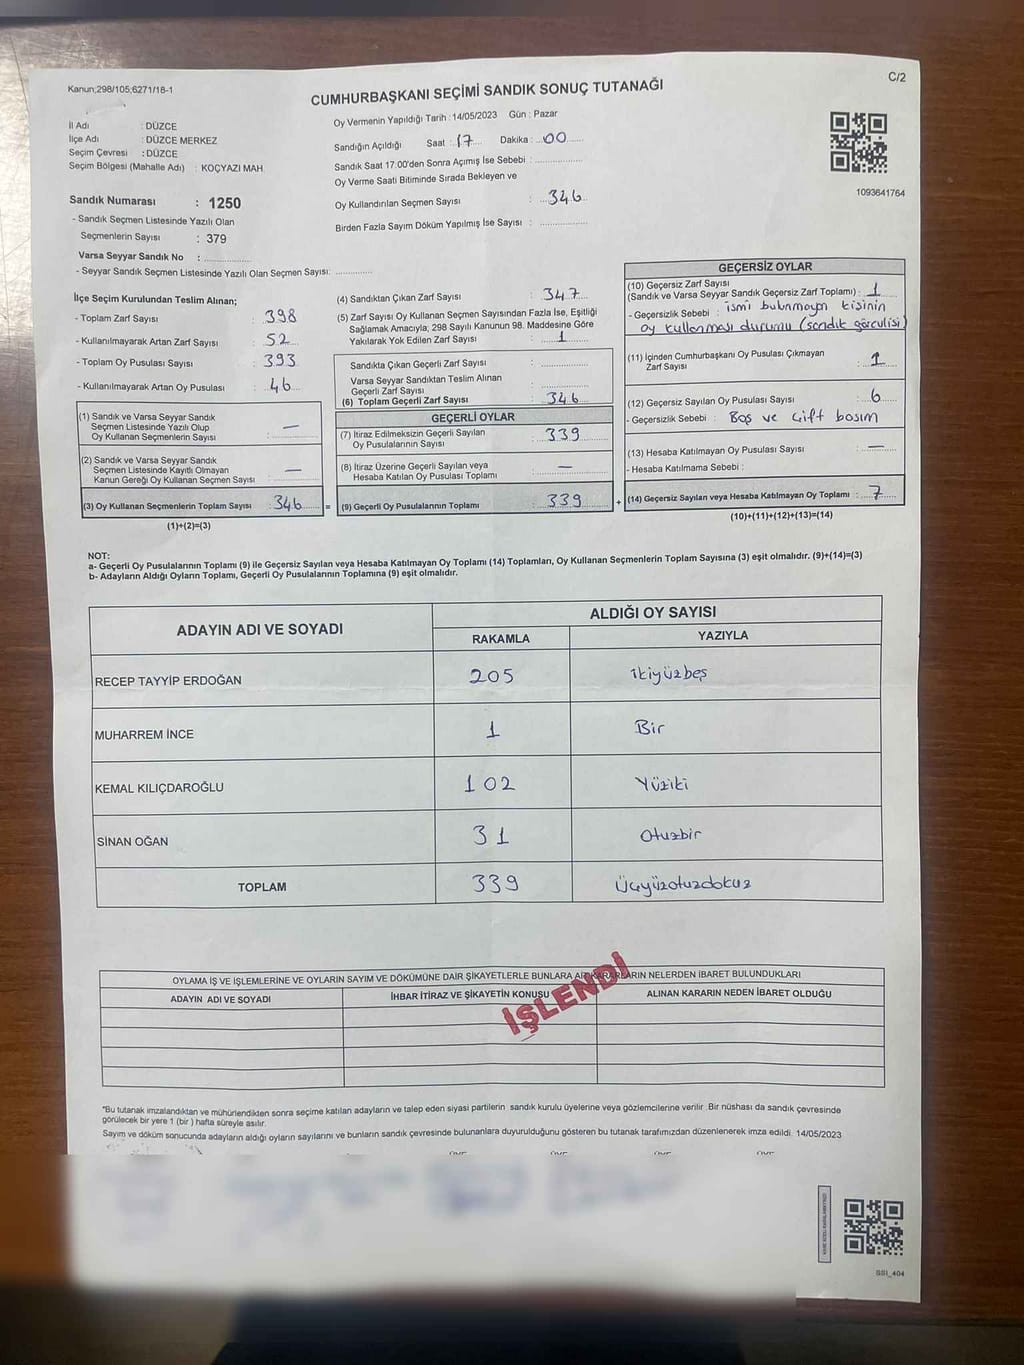 Kanun;298/105;6271/18-1
C/2
CUMHURBAŞKANI SEÇİMİ SANDIK SONUÇ TUTANAĞI
İl Adı : DÜZCE
İlçe Adı : DÜZCE MERKEZ
Seçim Çevresi : DÜZCE
Seçim Bölgesi (Mahalle Adı) : KOÇYAZI MAH
Sandık Numarası : 1250
- Sandık Seçmen Listesinde Yazılı Olan
Seçmenlerin Sayısı : 379
Varsa Seyyar Sandık No :
- Seyyar Sandık Seçmen Listesinde Yazılı Olan Seçmen Sayısı:
Oy Vermenin Yapıldığı Tarih : 14/05/2023 Gün : Pazar
Sandığın Açıldığı Saat : 17 Dakika : 00
Sandık Saat 17:00'den Sonra Açımış İse Sebebi :
Oy Verme Saati Bitiminde Sırada Bekleyen ve
Oy Kullandırılan Seçmen Sayısı : 346
Birden Fazla Sayım Döküm Yapılmış İse Sayısı :
1093641764
İlçe Seçim Kurulundan Teslim Alınan;
- Toplam Zarf Sayısı : 398
- Kullanılmayarak Artan Zarf Sayısı : 52
- Toplam Oy Pusulası Sayısı : 393
- Kullanılmayarak Artan Oy Pusulası : 46
(1) Sandık ve Varsa Seyyar Sandık
Seçmen Listesinde Yazılı Olup
Oy Kullanan Seçmenlerin Sayısı : —
(2) Sandık ve Varsa Seyyar Sandık
Seçmen Listesinde Kayıtlı Olmayan
Kanun Gereği Oy Kullanan Seçmen Sayısı : —
(3) Oy Kullanan Seçmenlerin Toplam Sayısı : 346 =
(1)+(2)=(3)
(4) Sandıktan Çıkan Zarf Sayısı : 347
(5) Zarf Sayısı Oy Kullanan Seçmen Sayısından Fazla İse, Eşitliği
Sağlamak Amacıyla; 298 Sayılı Kanunun 98. Maddesine Göre
Yakılarak Yok Edilen Zarf Sayısı : 1
Sandıkta Çıkan Geçerli Zarf Sayısı :
Varsa Seyyar Sandıktan Teslim Alınan
Geçerli Zarf Sayısı :
(6) Toplam Geçerli Zarf Sayısı : 346
GEÇERLİ OYLAR
(7) İtiraz Edilmeksizin Geçerli Sayılan
Oy Pusulalarının Sayısı : 339
(8) İtiraz Üzerine Geçerli Sayılan veya
Hesaba Katılan Oy Pusulası Toplamı : —
(9) Geçerli Oy Pusulalarının Toplamı : 339 +
GEÇERSİZ OYLAR
(10) Geçersiz Zarf Sayısı
(Sandık ve Varsa Seyyar Sandık Geçersiz Zarf Toplamı) : 1
- Geçersizlik Sebebi : ismi bulunmayan kişinin
oy kullanması durumu (sandık görevlisi)
(11) İçinden Cumhurbaşkanı Oy Pusulası Çıkmayan
Zarf Sayısı : 1
(12) Geçersiz Sayılan Oy Pusulası Sayısı : 6
- Geçersizlik Sebebi : Boş ve Çift basım
(13) Hesaba Katılmayan Oy Pusulası Sayısı : —
- Hesaba Katılmama Sebebi :
(14) Geçersiz Sayılan veya Hesaba Katılmayan Oy Toplamı : 7
(10)+(11)+(12)+(13)=(14)
NOT:
a- Geçerli Oy Pusulalarının Toplamı (9) ile Geçersiz Sayılan veya Hesaba Katılmayan Oy Toplamı (14) Toplamları, Oy Kullanan Seçmenlerin Toplam Sayısına (3) eşit olmalıdır. (9)+(14)=(3)
b- Adayların Aldığı Oyların Toplamı, Geçerli Oy Pusulalarının Toplamına (9) eşit olmalıdır.
ADAYIN ADI VE SOYADI ALDIĞI OY SAYISI
RAKAMLA YAZIYLA
RECEP TAYYİP ERDOĞAN 205 ikiyüzbeş
MUHARREM İNCE 1 Bir
KEMAL KILIÇDAROĞLU 102 Yüziki
SİNAN OĞAN 31 Otuzbir
TOPLAM 339 Üçyüzotuzdokuz
OYLAMA İŞ VE İŞLEMLERİNE VE OYLARIN SAYIM VE DÖKÜMÜNE DAİR ŞİKAYETLERLE BUNLARA AİT KARARLARIN NELERDEN İBARET BULUNDUKLARI
ADAYIN ADI VE SOYADI İHBAR İTİRAZ VE ŞİKAYETİN KONUSU ALINAN KARARIN NEDEN İBARET OLDUĞU
İŞLENDİ
*Bu tutanak imzalandıktan ve mühürlendikten sonra seçime katılan adayların ve talep eden siyasi partilerin sandık kurulu üyelerine veya gözlemcilerine verilir. Bir nüshası da sandık çevresinde
görülecek bir yere 1 (bir ) hafta süreyle asılır.
Sayım ve döküm sonucunda adayların aldığı oyların sayılarını ve bunların sandık çevresinde bulunanlara duyurulduğunu gösteren bu tutanak tarafımızdan düzenlenerek imza edildi. 14/05/2023
SSI_404